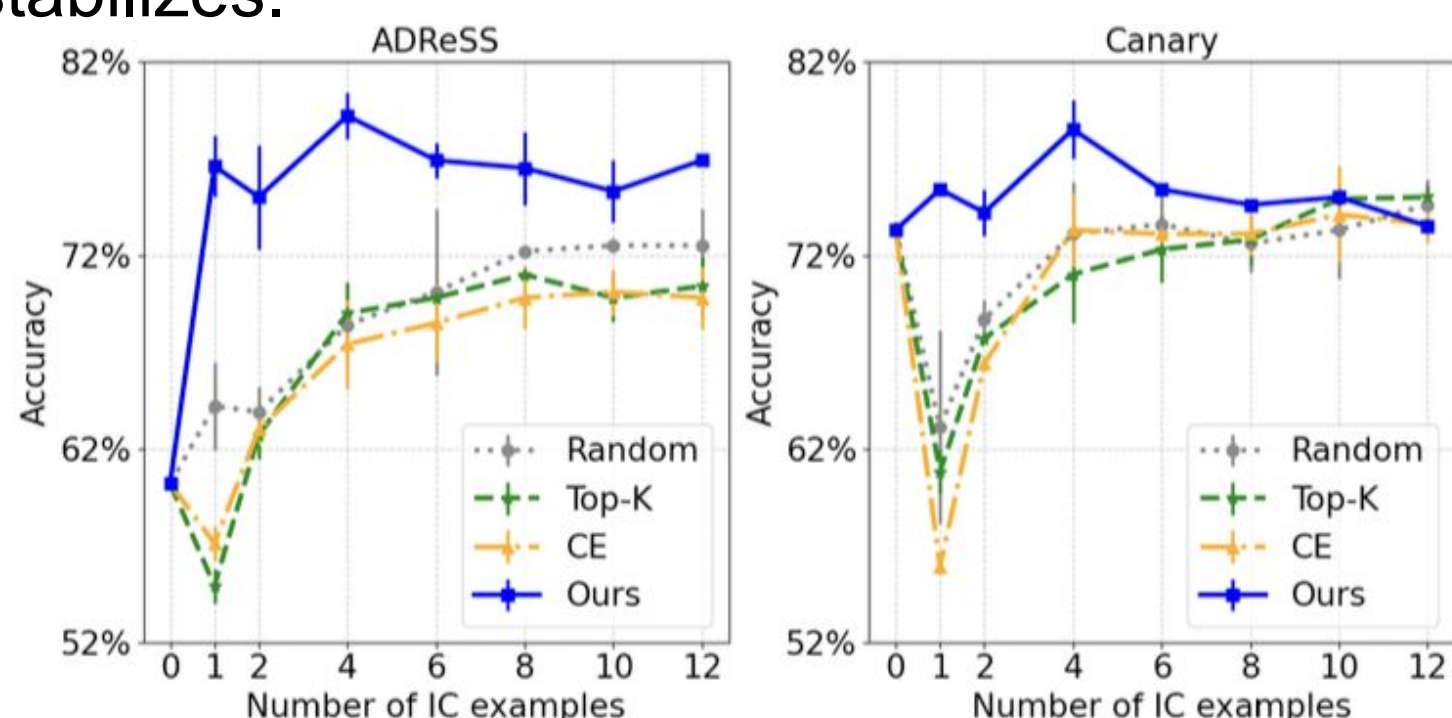 stabilizes.
ADReSS
82%
72%
62%
52%
Accuracy
Random
Top-K
CE
Ours
0 1 2 4 6 8 10 12
Number of IC examples
Canary
82%
72%
62%
52%
Accuracy
Random
Top-K
CE
Ours
0 1 2 4 6 8 10 12
Number of IC examples